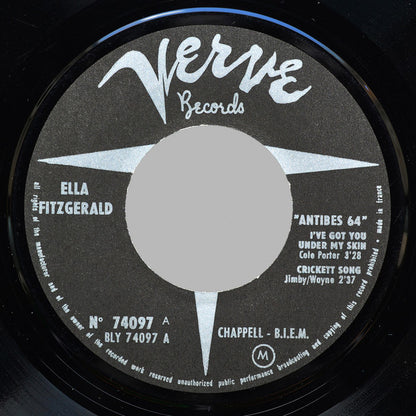 Verve
Records
ELLA
FITZGERALD
"ANTIBES 64"
I'VE GOT YOU
UNDER MY SKIN
Cole Porter 3'28
CRICKETT SONG
Jimby/Wayne 2'37
N° 74097 A
BLY 74097 A
CHAPPELL - B.I.E.M.
M
all rights of the manufacturer and of the owner of the recorded work reserved unauthorized public performance broadcasting and copying of this record prohibited • made in france